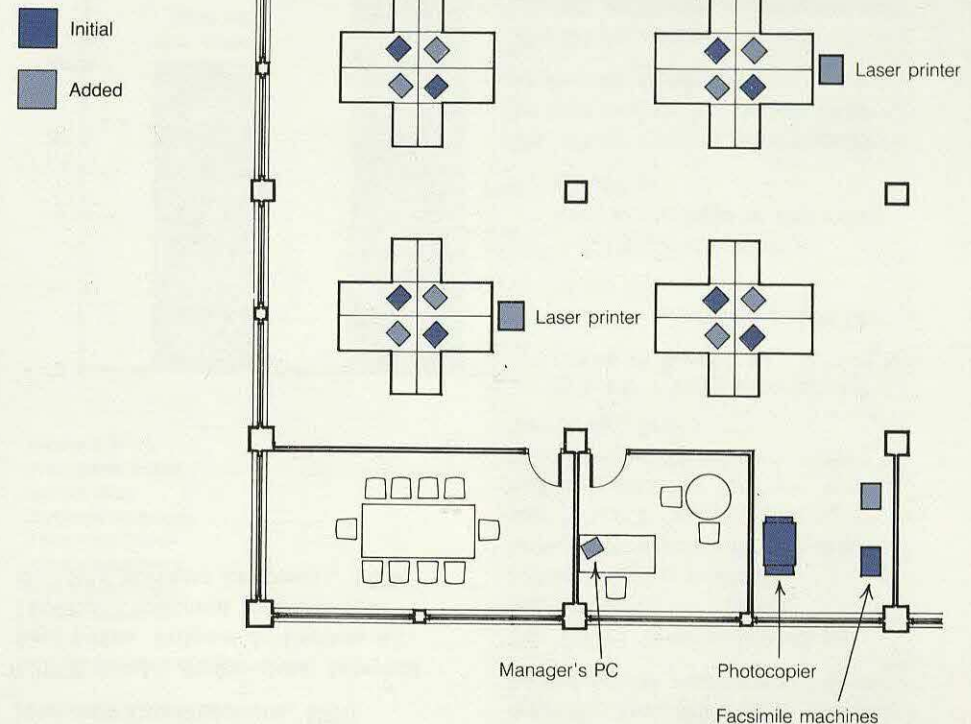 Initial
Added
Laser printer
Laser printer
Manager's PC
Photocopier
Facsimile machines